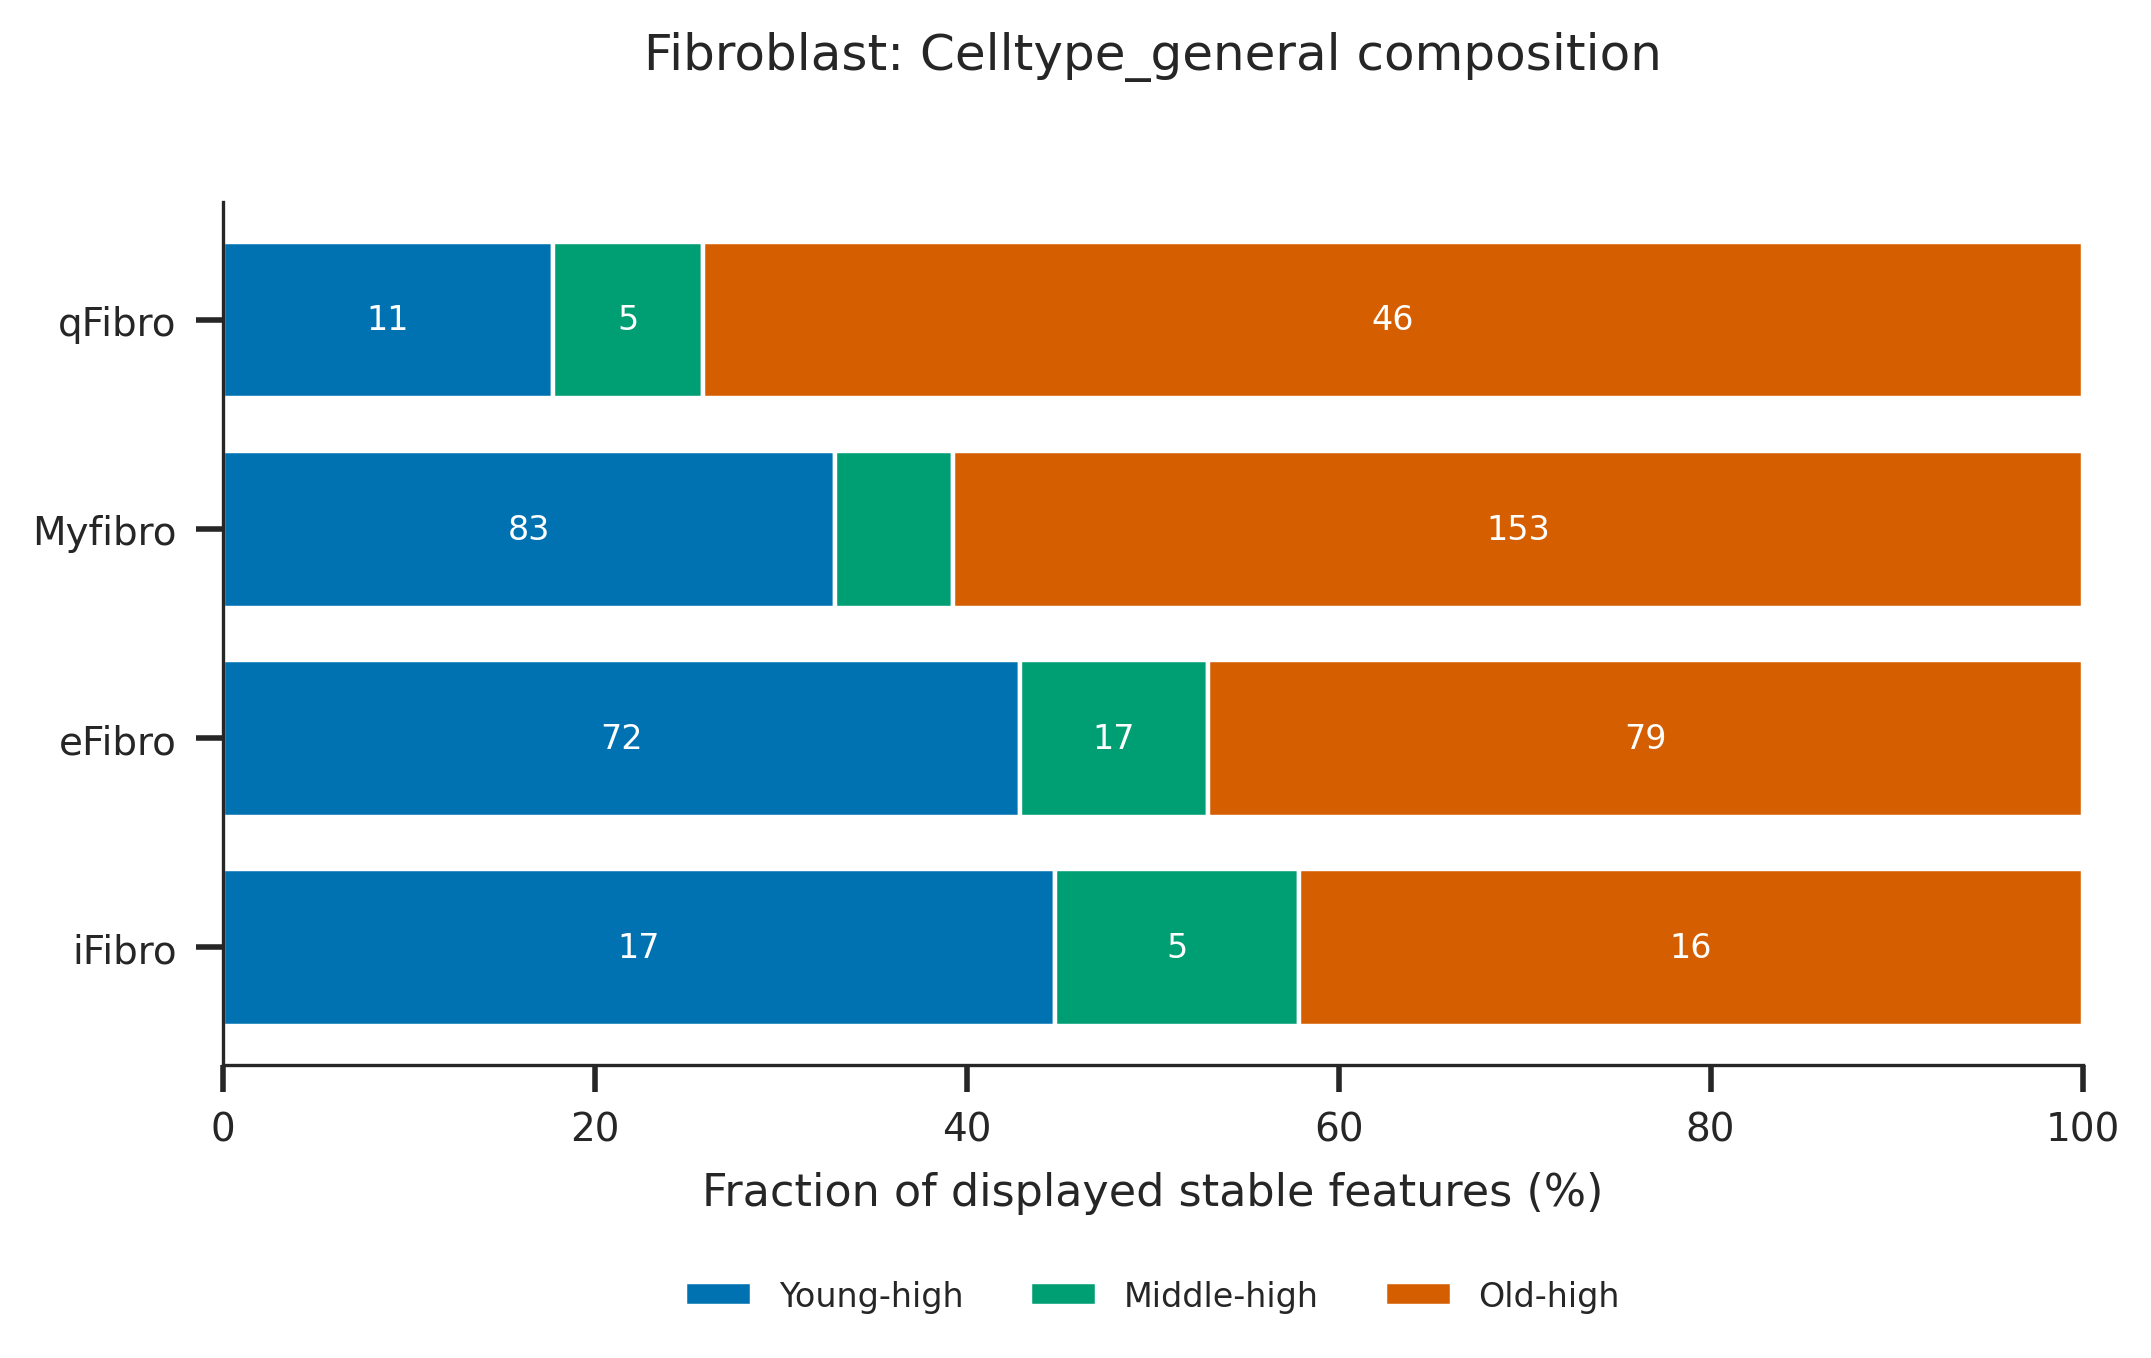 Fibroblast: Celltype_general composition
qFibro
11
5
46
Myfibro
83
153
eFibro
72
17
79
iFibro
17
5
16
0 20 40 60 80 100
Fraction of displayed stable features (%)
Young-high Middle-high Old-high